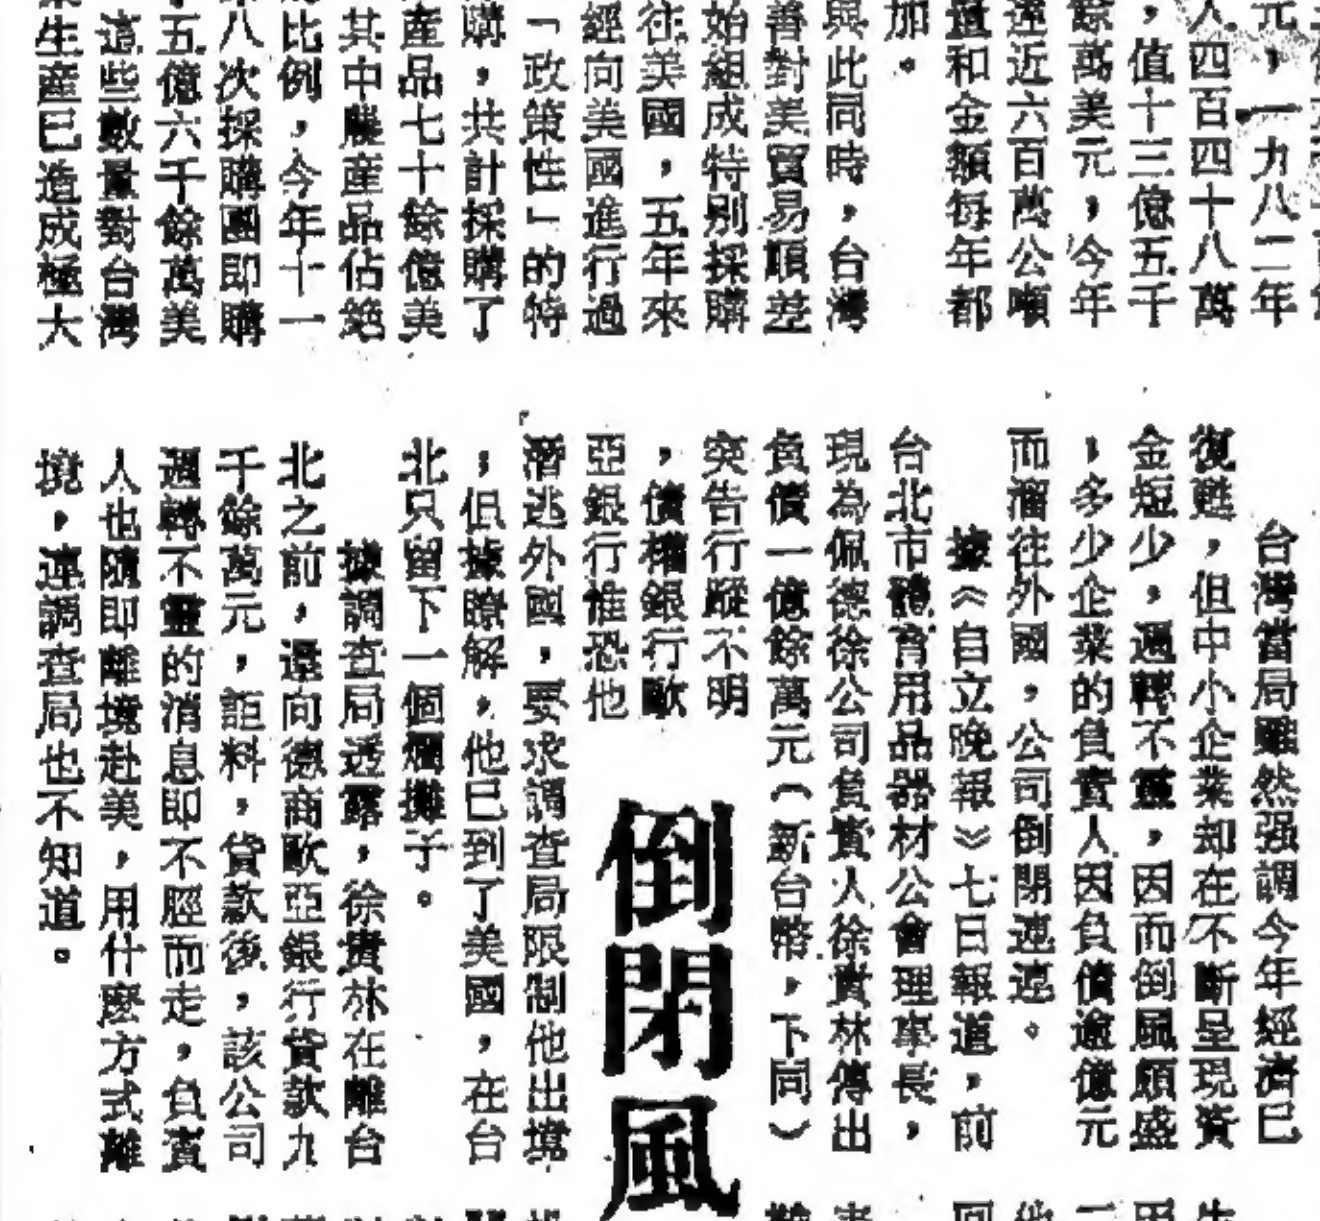 元，一九八二年
人四百四十八萬
，值十三億五千
餘萬美元，今年
達近六百萬公噸
量和金額每年都
加。
與此同時，台灣
善對美貿易順差
始組成特別採購
往美國，五年來
經向美國進行過
「政策性」的特
購，共計採購了
產品七十餘億美
其中農產品佔絶
比例，今年十一
八次採購團即購
五億六千餘萬美
這些數量對台灣
生產已造成極大
台灣當局雖然强調今年經濟已
復甦，但中小企業却在不斷呈現資
金短少，週轉不靈，因而倒風頗盛
，多少企業的負責人因負債逾億元
而溜往外國，公司倒閉連連。
據《自立晚報》七日報道，前
台北市體育用品器材公會理事長，
現為佩德徐公司負責人徐貴林傳出
負債一億餘萬元（新台幣，下同）
突告行蹤不明
，債權銀行歐
亞銀行惟恐他
倒閉風
潛逃外國，要求調查局限制他出境
，但據瞭解，他已到了美國，在台
北只留下一個爛攤子。
據調查局透露，徐貴林在離台
北之前，還向德商歐亞銀行貸款九
千餘萬元，詎料，貸款後，該公司
週轉不靈的消息即不脛而走，負責
人也隨即離境赴美，用什麼方式離
境，連調查局也不知道。